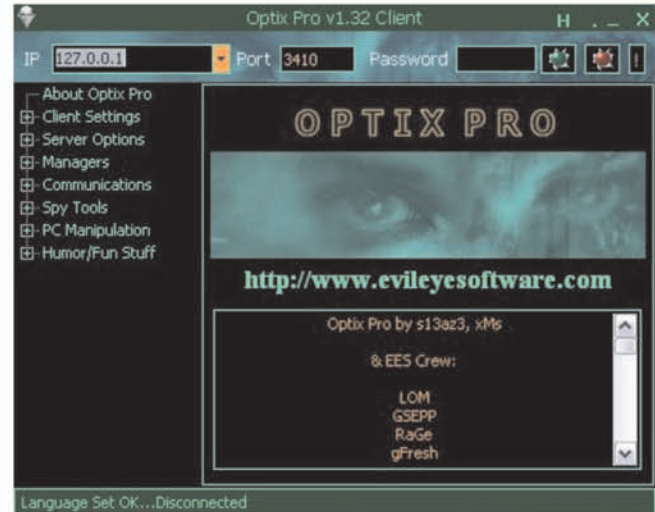 Optix Pro v1.32 Client H . _ X
IP 127.0.0.1 Port 3410 Password !
About Optix Pro
Client Settings
Server Options
Managers
Communications
Spy Tools
PC Manipulation
Humor/Fun Stuff
OPTIX PRO
http://www.evileyesoftware.com
Optix Pro by s13az3, xMs
& EES Crew:
LOM
GSEPP
RaGe
gFresh
Language Set OK...Disconnected